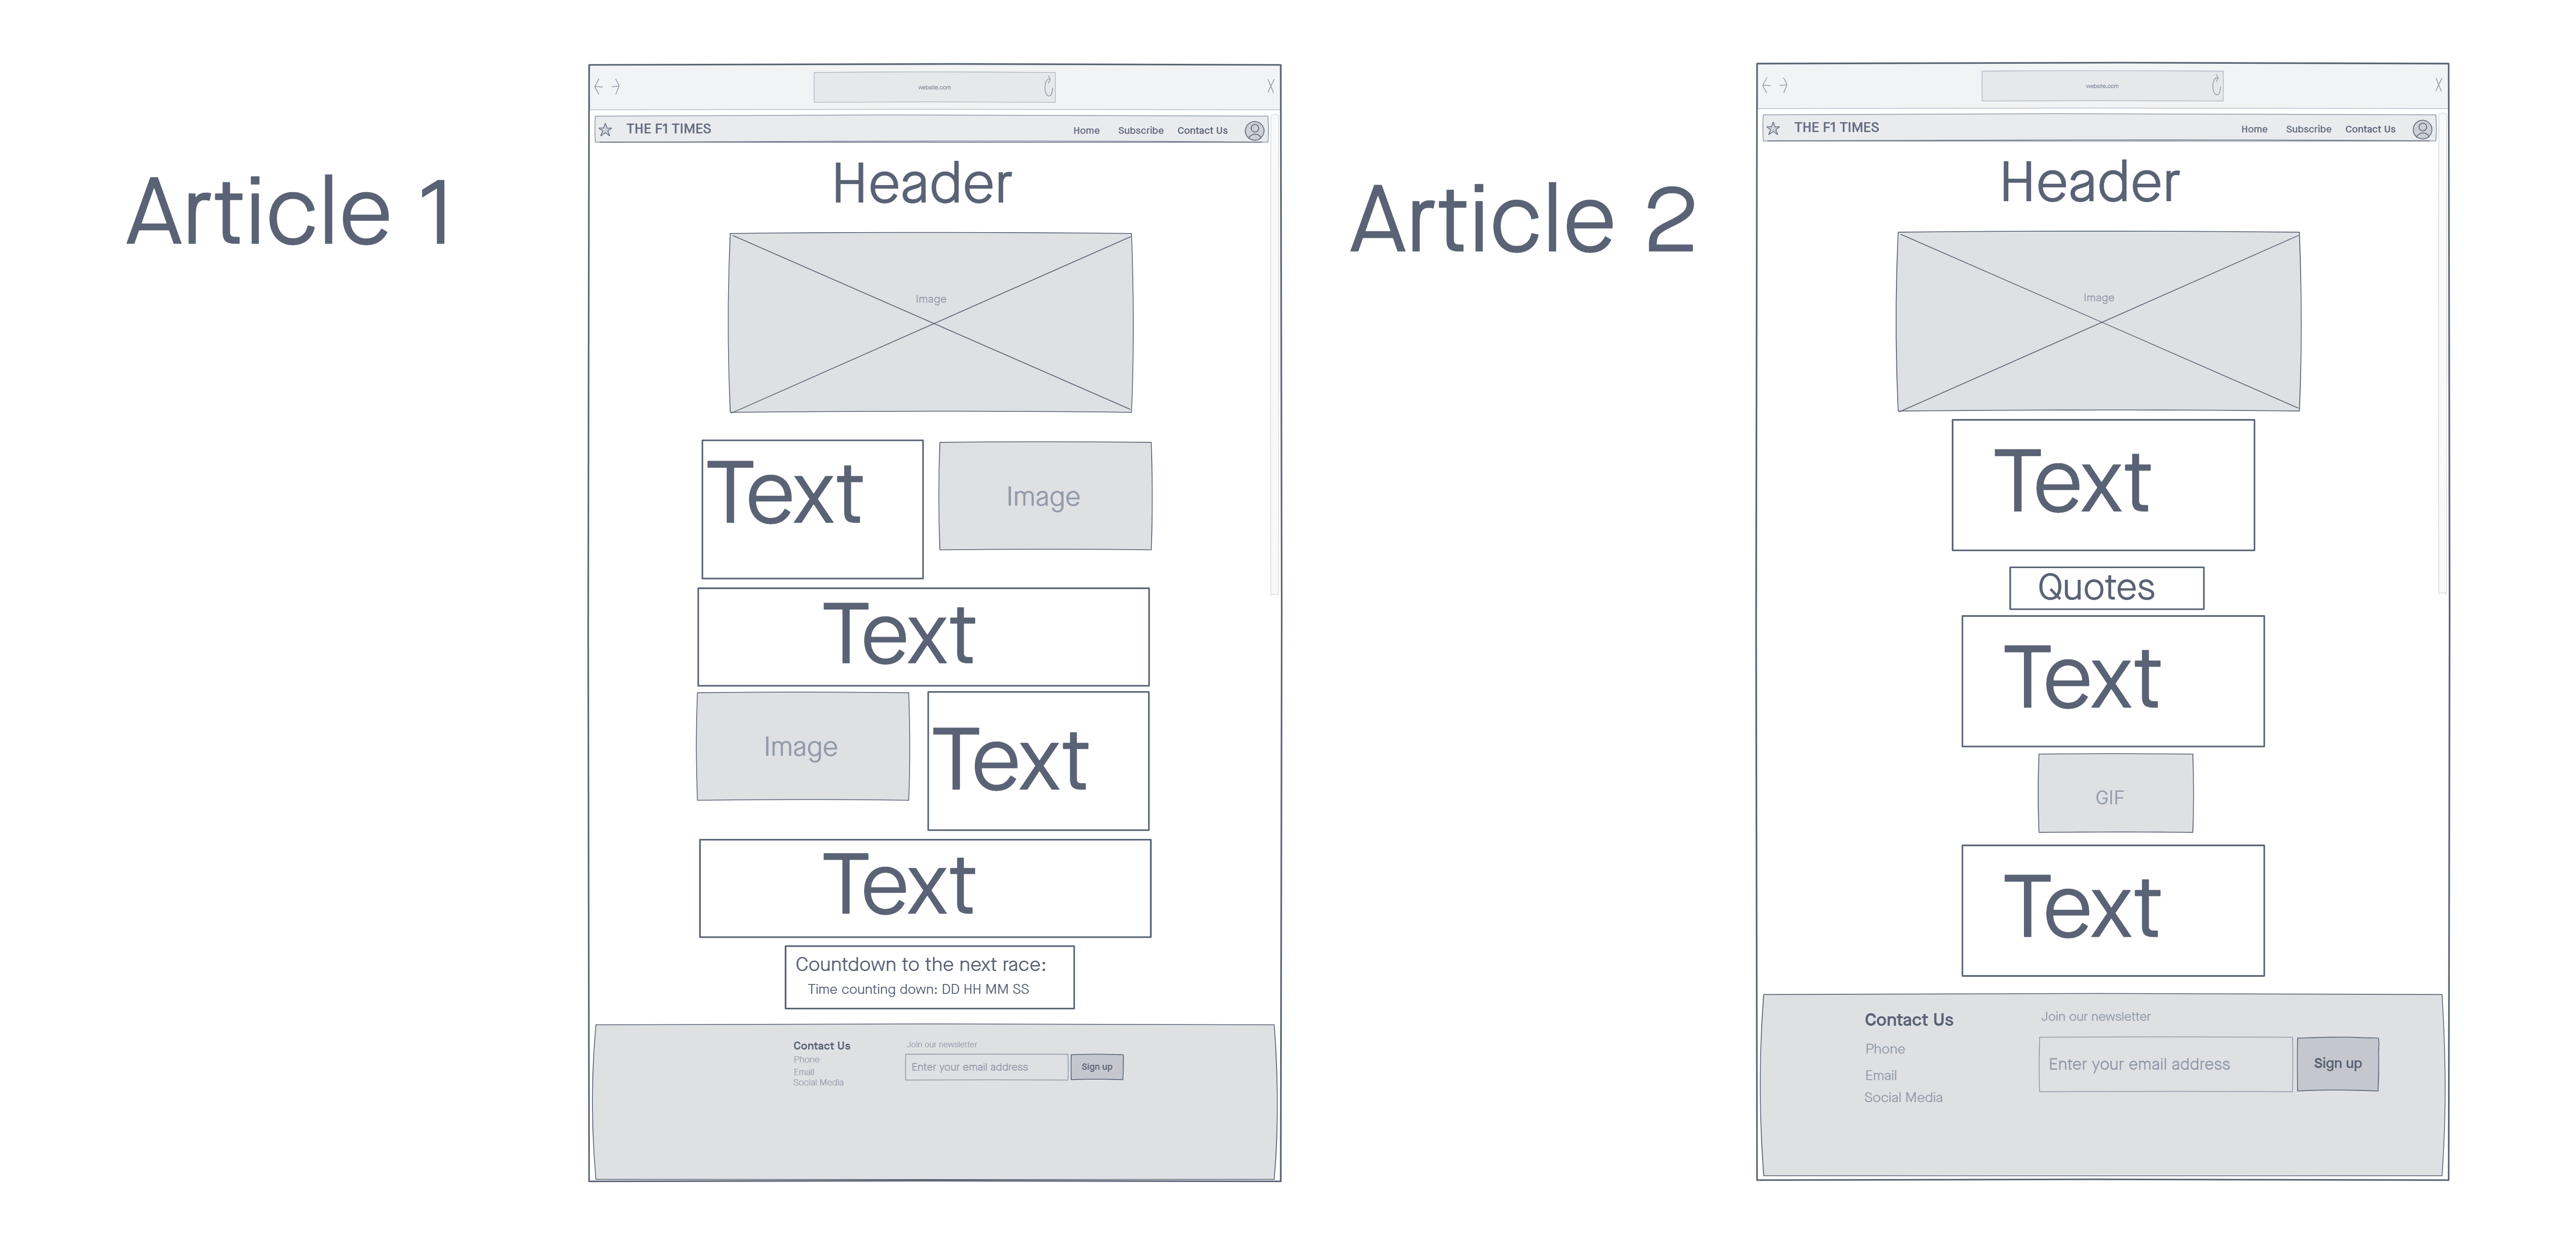 Article 1
website.com
THE F1 TIMES
Home Subscribe Contact Us
Header
Image
Text
Image
Text
Image
Text
Text
Countdown to the next race:
Time counting down: DD HH MM SS
Contact Us
Phone
Email
Social Media
Join our newsletter
Enter your email address
Sign up
Article 2
website.com
THE F1 TIMES
Home Subscribe Contact Us
Header
Image
Text
Quotes
Text
GIF
Text
Contact Us
Phone
Email
Social Media
Join our newsletter
Enter your email address
Sign up